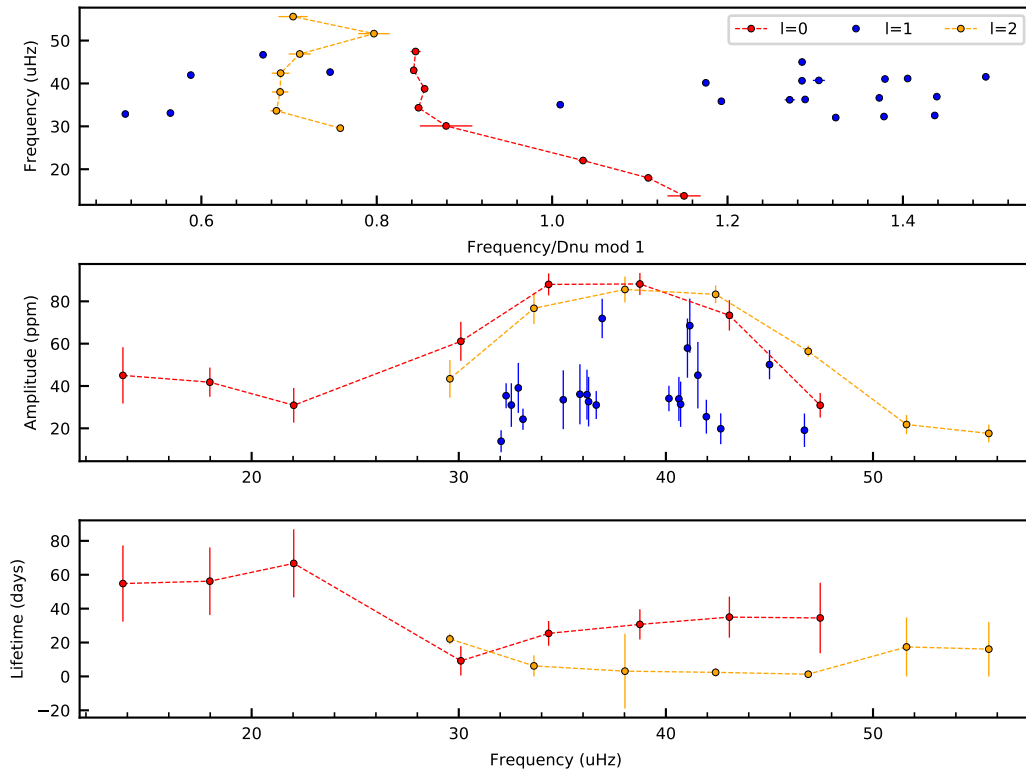 l=0 l=1 l=2
Frequency (uHz)
50
40
30
20
0.6 0.8 1.0 1.2 1.4
Frequency/Dnu mod 1
Amplitude (ppm)
80
60
40
20
0
20 30 40 50
Lifetime (days)
80
60
40
20
0
−20
20 30 40 50
Frequency (uHz)